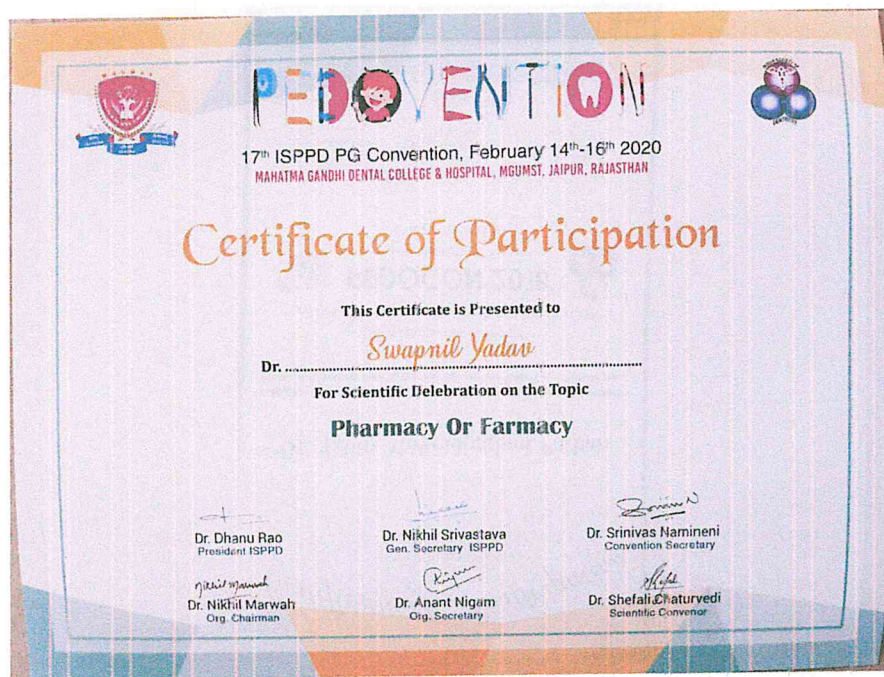 PEDOVENTION
17th ISPPD PG Convention, February 14th-16th 2020
MAHATMA GANDHI DENTAL COLLEGE & HOSPITAL, MGUMST, JAIPUR, RAJASTHAN
Certificate of Participation
This Certificate is Presented to
Dr. Swapnil Yadav
For Scientific Delebration on the Topic
Pharmacy Or Farmacy
Dr. Dhanu Rao
President ISPPD
Dr. Nikhil Srivastava
Gen. Secretary ISPPD
Dr. Srinivas Namineni
Convention Secretary
Nikhil Marwah
Dr. Nikhil Marwah
Org. Chairman
Dr. Anant Nigam
Org. Secretary
Dr. Shefali Chaturvedi
Scientific Convenor